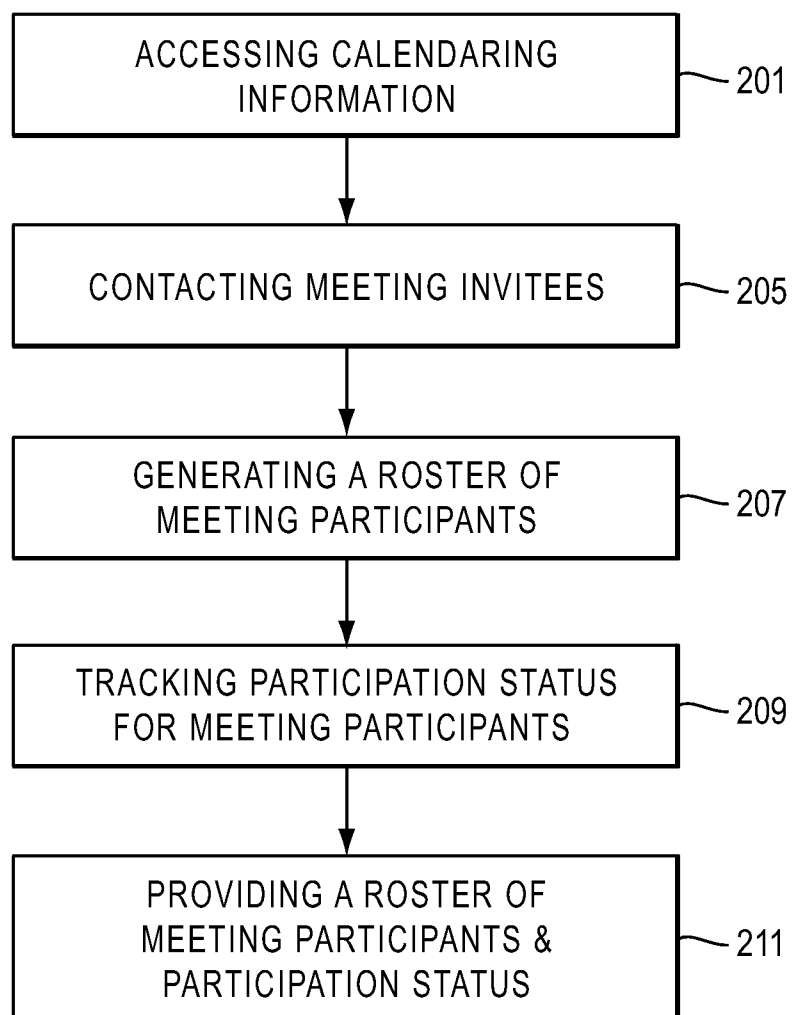 ACCESSING CALENDARING
INFORMATION
201
CONTACTING MEETING INVITEES
205
GENERATING A ROSTER OF
MEETING PARTICIPANTS
207
TRACKING PARTICIPATION STATUS
FOR MEETING PARTICIPANTS
209
PROVIDING A ROSTER OF
MEETING PARTICIPANTS &
PARTICIPATION STATUS
211